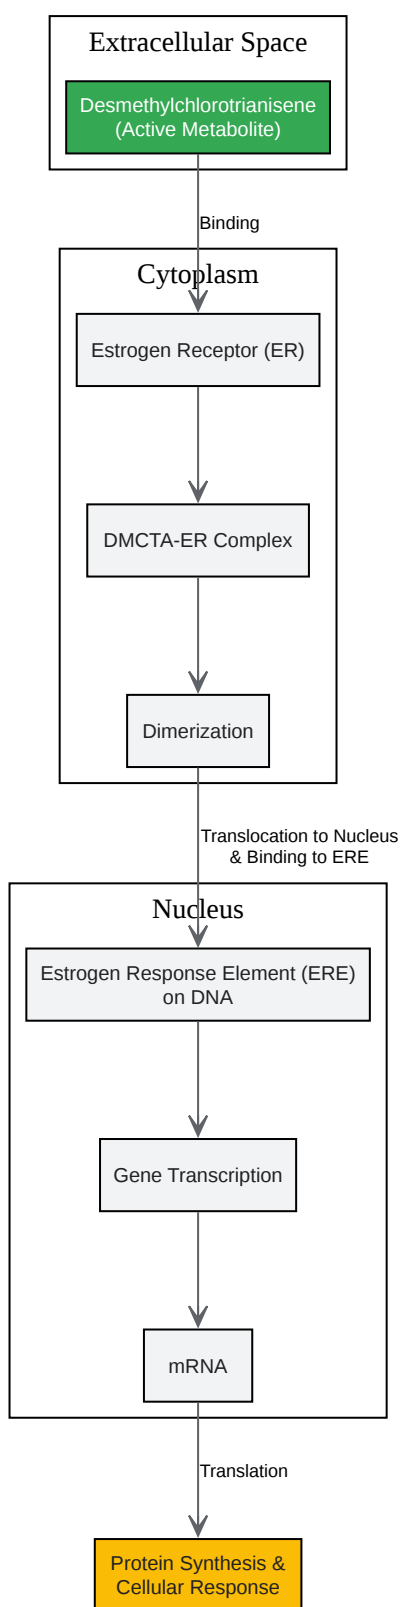 Extracellular Space
Desmethylchlorotrianisene
(Active Metabolite)
Binding
Cytoplasm
Estrogen Receptor (ER)
DMCTA-ER Complex
Dimerization
Translocation to Nucleus
& Binding to ERE
Nucleus
Estrogen Response Element (ERE)
on DNA
Gene Transcription
mRNA
Translation
Protein Synthesis &
Cellular Response